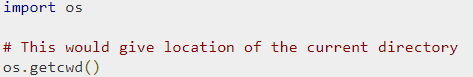 import os
# This would give location of the current directory
os.getcwd()